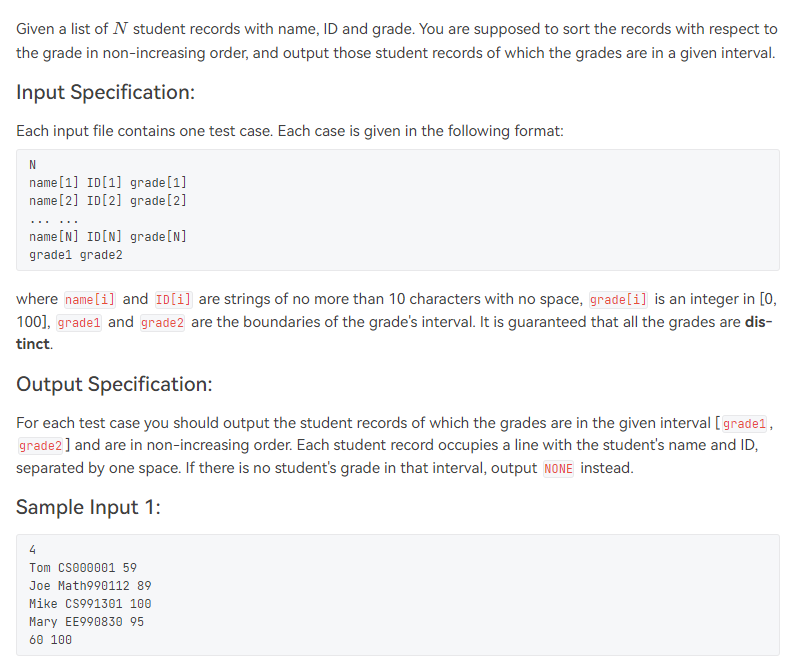 Given a list of N student records with name, ID and grade. You are supposed to sort the records with respect to
the grade in non-increasing order, and output those student records of which the grades are in a given interval.
Input Specification:
Each input file contains one test case. Each case is given in the following format:
N
name[1] ID[1] grade[1]
name[2] ID[2] grade[2]
... ...
name[N] ID[N] grade[N]
grade1 grade2
where name[i] and ID[i] are strings of no more than 10 characters with no space, grade[i] is an integer in [0,
100], grade1 and grade2 are the boundaries of the grade's interval. It is guaranteed that all the grades are dis-
tinct.
Output Specification:
For each test case you should output the student records of which the grades are in the given interval [grade1,
grade2] and are in non-increasing order. Each student record occupies a line with the student's name and ID,
separated by one space. If there is no student's grade in that interval, output NONE instead.
Sample Input 1:
4
Tom CS000001 59
Joe Math990112 89
Mike CS991301 100
Mary EE990830 95
60 100